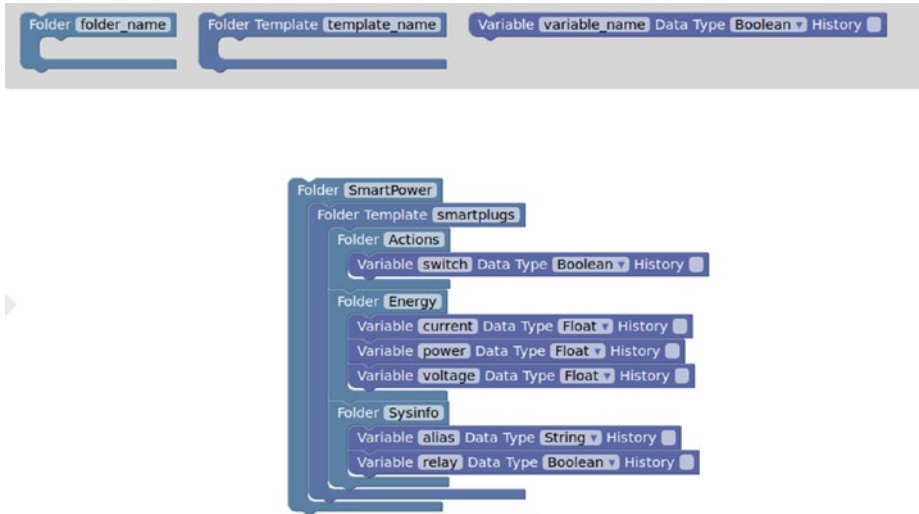 Folder folder_name Folder Template template_name Variable variable_name Data Type Boolean History
Folder SmartPower
Folder Template smartplugs
Folder Actions
Variable switch Data Type Boolean History
Folder Energy
Variable current Data Type Float History
Variable power Data Type Float History
Variable voltage Data Type Float History
Folder Sysinfo
Variable alias Data Type String History
Variable relay Data Type Boolean History